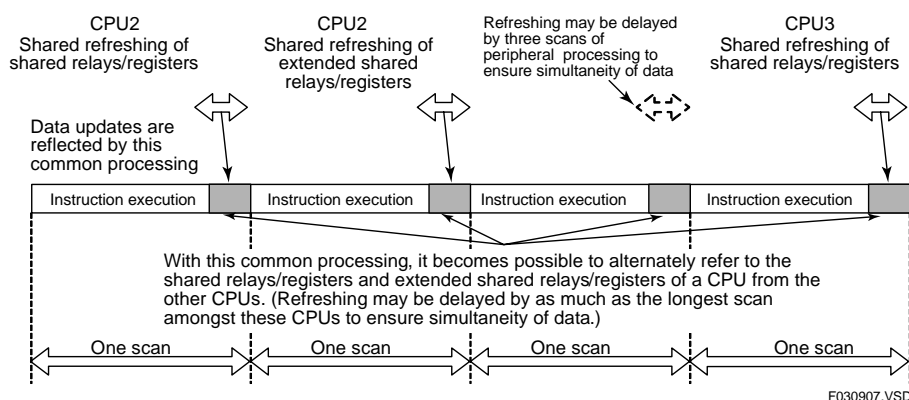 CPU2
Shared refreshing of
shared relays/registers
CPU2
Shared refreshing of
extended shared
relays/registers
Refreshing may be delayed
by three scans of
peripheral processing to
ensure simultaneity of data
CPU3
Shared refreshing of
shared relays/registers
Data updates are
reflected by this
common processing
Instruction execution
Instruction execution
Instruction execution
Instruction execution
With this common processing, it becomes possible to alternately refer to the
shared relays/registers and extended shared relays/registers of a CPU from the
other CPUs. (Refreshing may be delayed by as much as the longest scan
amongst these CPUs to ensure simultaneity of data.)
One scan
One scan
One scan
One scan
F030907.VSD